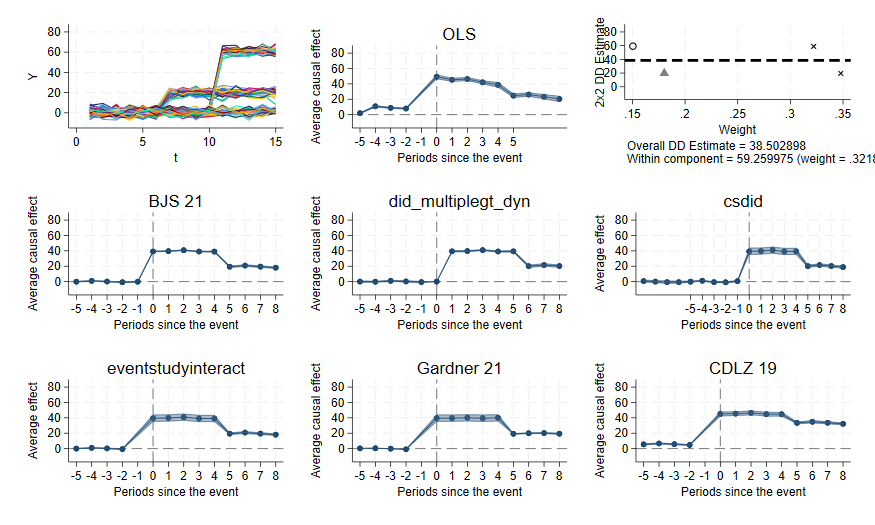 80
60
40
20
0
Y
0 5 10 15
t
OLS
80
60
40
20
Average causal effect
-5 -4 -3 -2 0 1 2 3 4 5
Periods since the event
80
60
40
20
0
2x2 DD Estimate
.15 .2 .25 .3 .35
Weight
Overall DD Estimate = 38.502898
Within component = 59.259975 (weight = .3218
BJS 21
80
60
40
20
0
Average causal effect
-5 -4 -3 -2 -1 0 1 2 3 4 5 6 7 8
Periods since the event
did_multiplegt_dyn
80
60
40
20
0
Average causal effect
-5 -4 -3 -2 -1 0 1 2 3 4 5 6 7 8
Periods since the event
csdid
80
60
40
20
0
Average causal effect
-5 -4 -3 -2 -1 0 1 2 3 4 5 6 7 8
Periods since the event
eventstudyinteract
80
60
40
20
0
Average effect
-5 -4 -3 -2 0 1 2 3 4 5 6 7 8
Periods since the event
Gardner 21
80
60
40
20
0
Average causal effect
-5 -4 -3 -2 0 1 2 3 4 5 6 7 8
Periods since the event
CDLZ 19
80
60
40
20
0
Average causal effect
-5 -4 -3 -2 0 1 2 3 4 5 6 7 8
Periods since the event